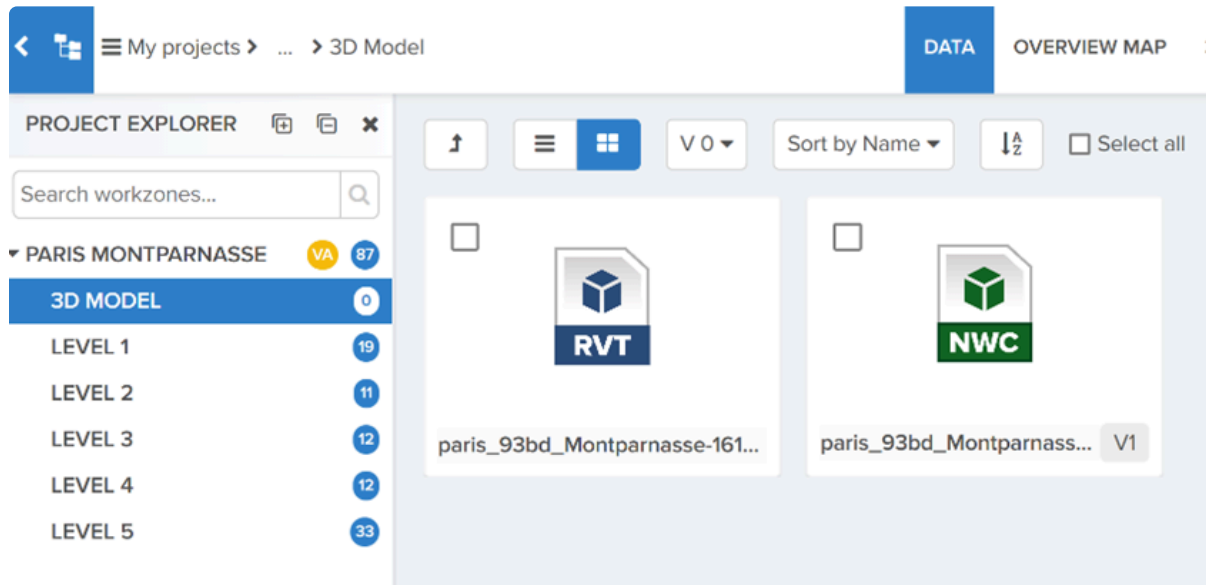 My projects > ... > 3D Model
DATA
OVERVIEW MAP
PROJECT EXPLORER
V 0
Sort by Name
A
Z
Select all
Search workzones...
PARIS MONTPARNASSE VA 87
3D MODEL 0
LEVEL 1 19
LEVEL 2 11
LEVEL 3 12
LEVEL 4 12
LEVEL 5 33
RVT
paris_93bd_Montparnasse-161...
NWC
paris_93bd_Montparnass... V1